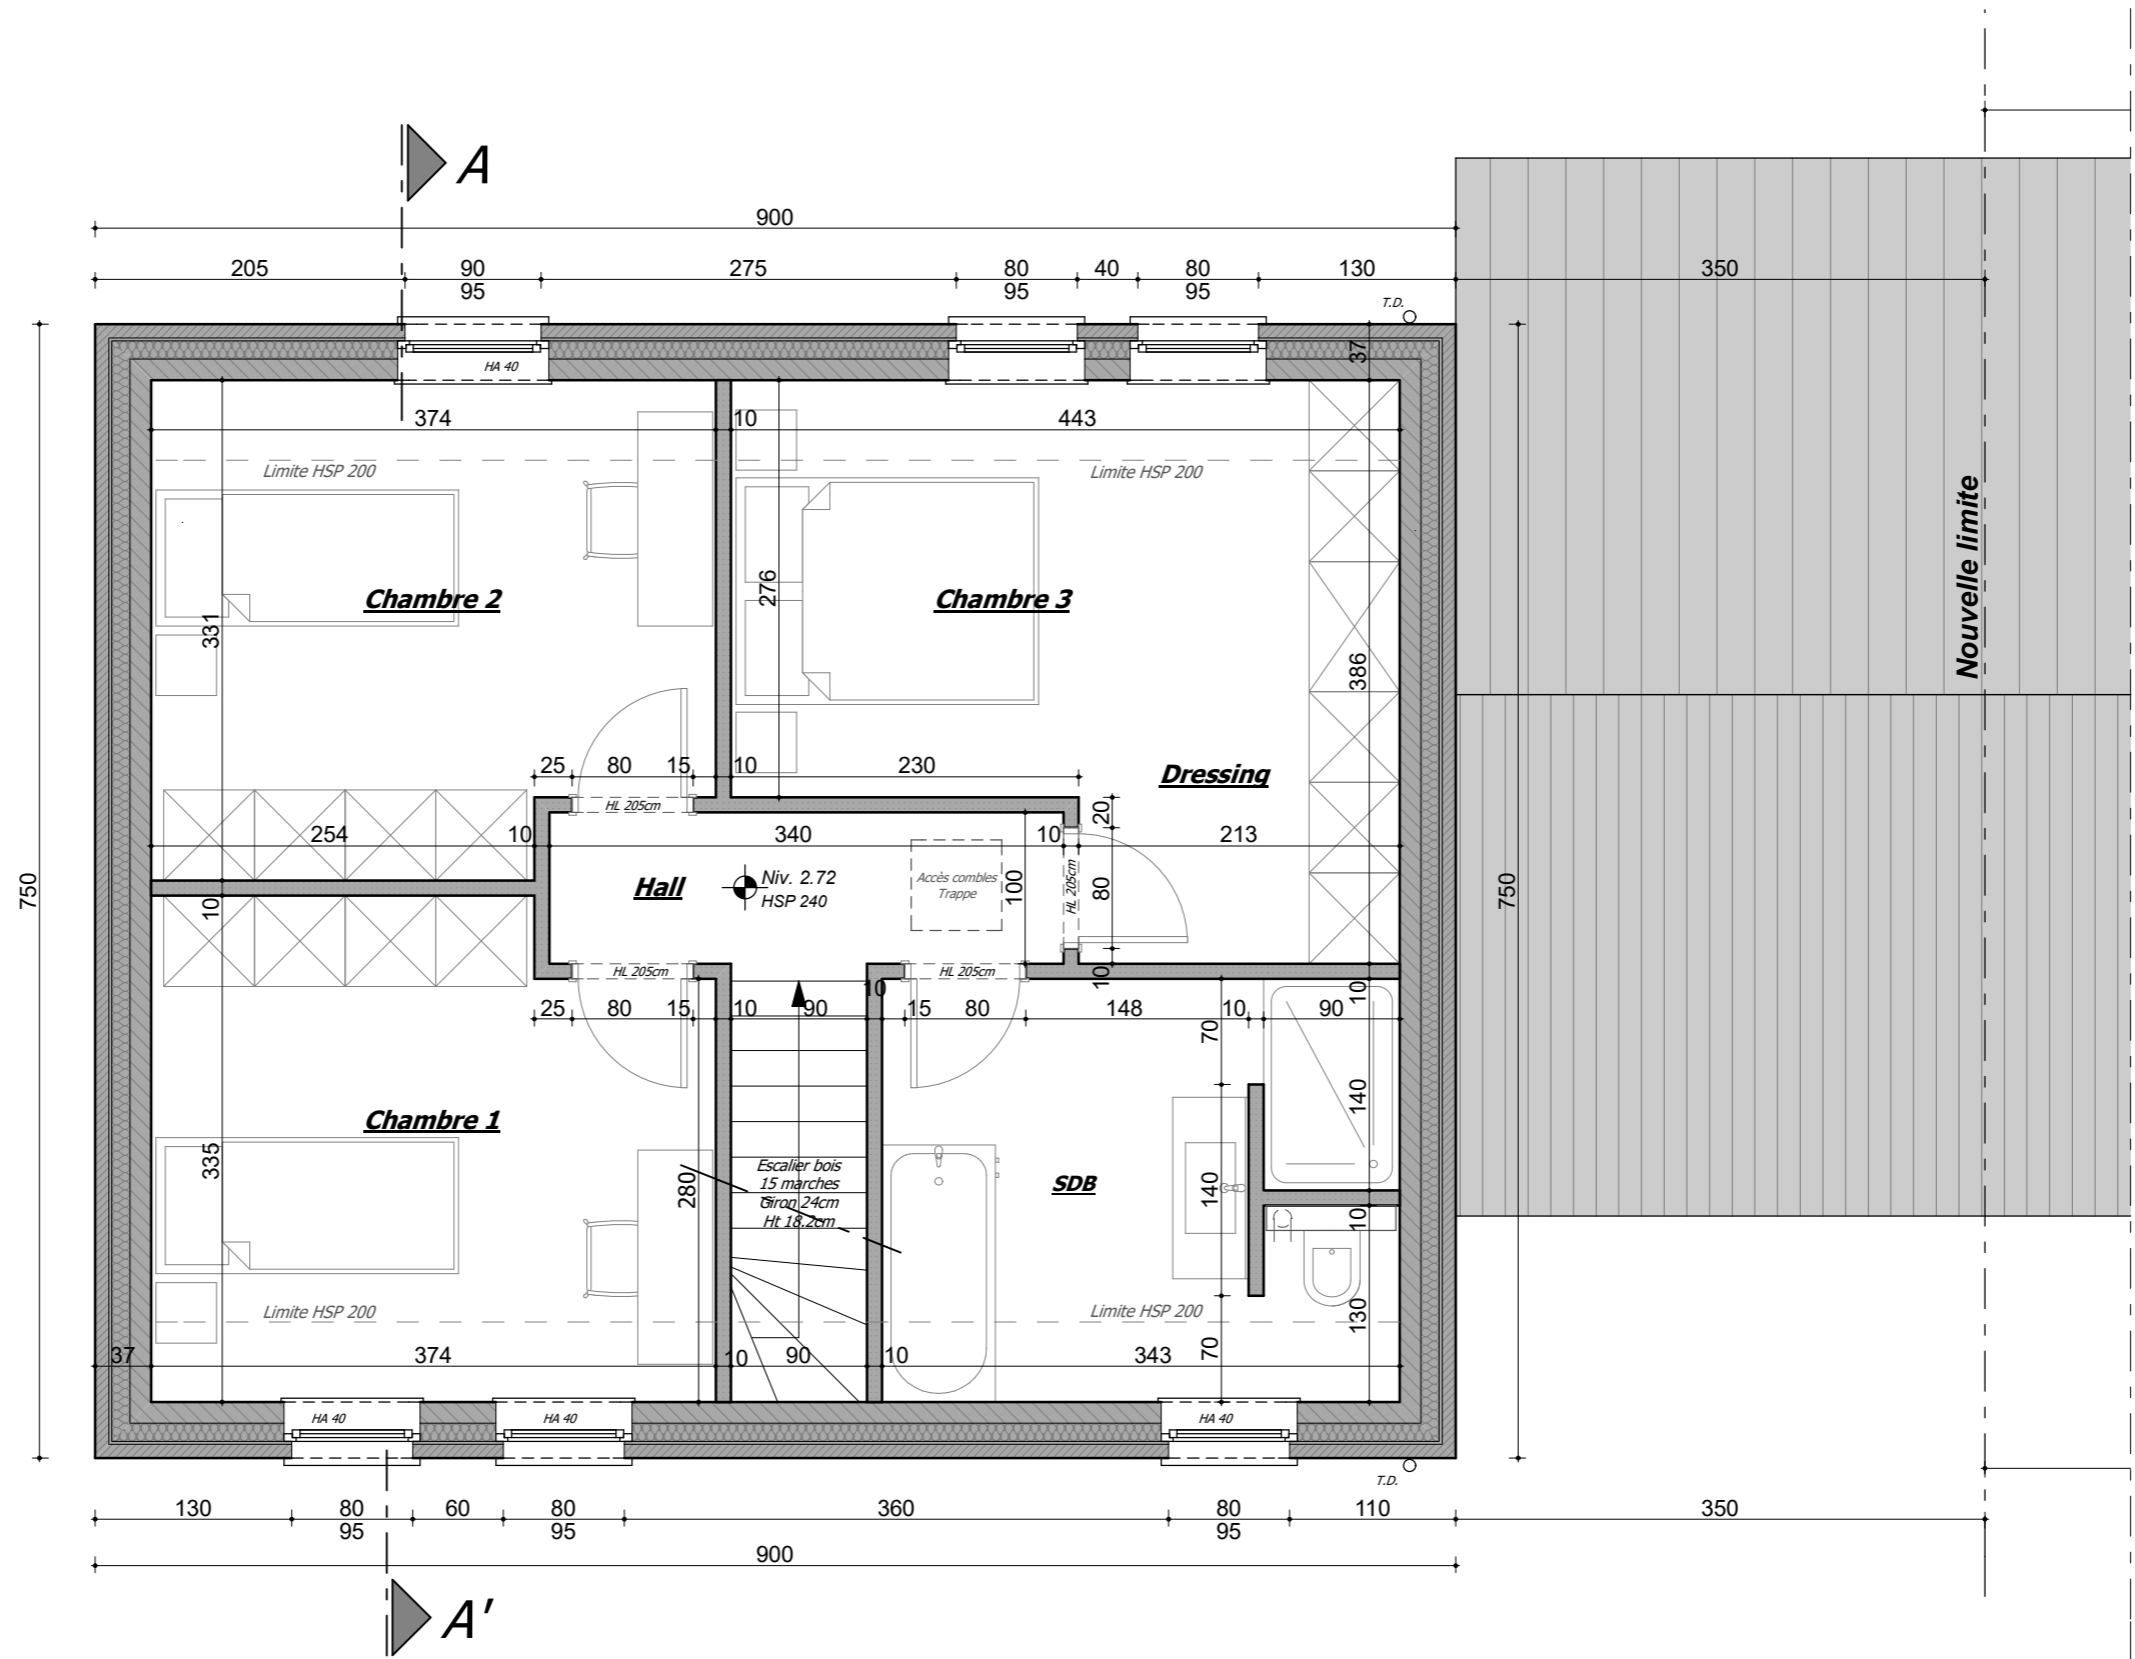 A
900
205 90 275 80 40 80 130 350
95 95 95
T.D.
HA 40
37
374 10 443
Limite HSP 200 Limite HSP 200
Nouvelle limite
Chambre 2 276 Chambre 3
331
386
25 80 15 10 230 Dressing
HL 205cm
20
254 10 340 10 213
750
Hall
Niv. 2.72
HSP 240
Accès combles
Trappe
100
HL 205cm
80
750
10
HL 205cm HL 205cm
10
10
10
25 80 15 10 90 15 80 148 10 90
70
Chambre 1
140
335
280
Escalier bois
15 marches
Giron 24cm
Ht 18.2cm
SDB
140
10
Limite HSP 200 Limite HSP 200
130
70
37 374 10 90 10 343
HA 40 HA 40 HA 40
T.D.
130 80 60 80 360 80 110 350
95 95 95
900
A'